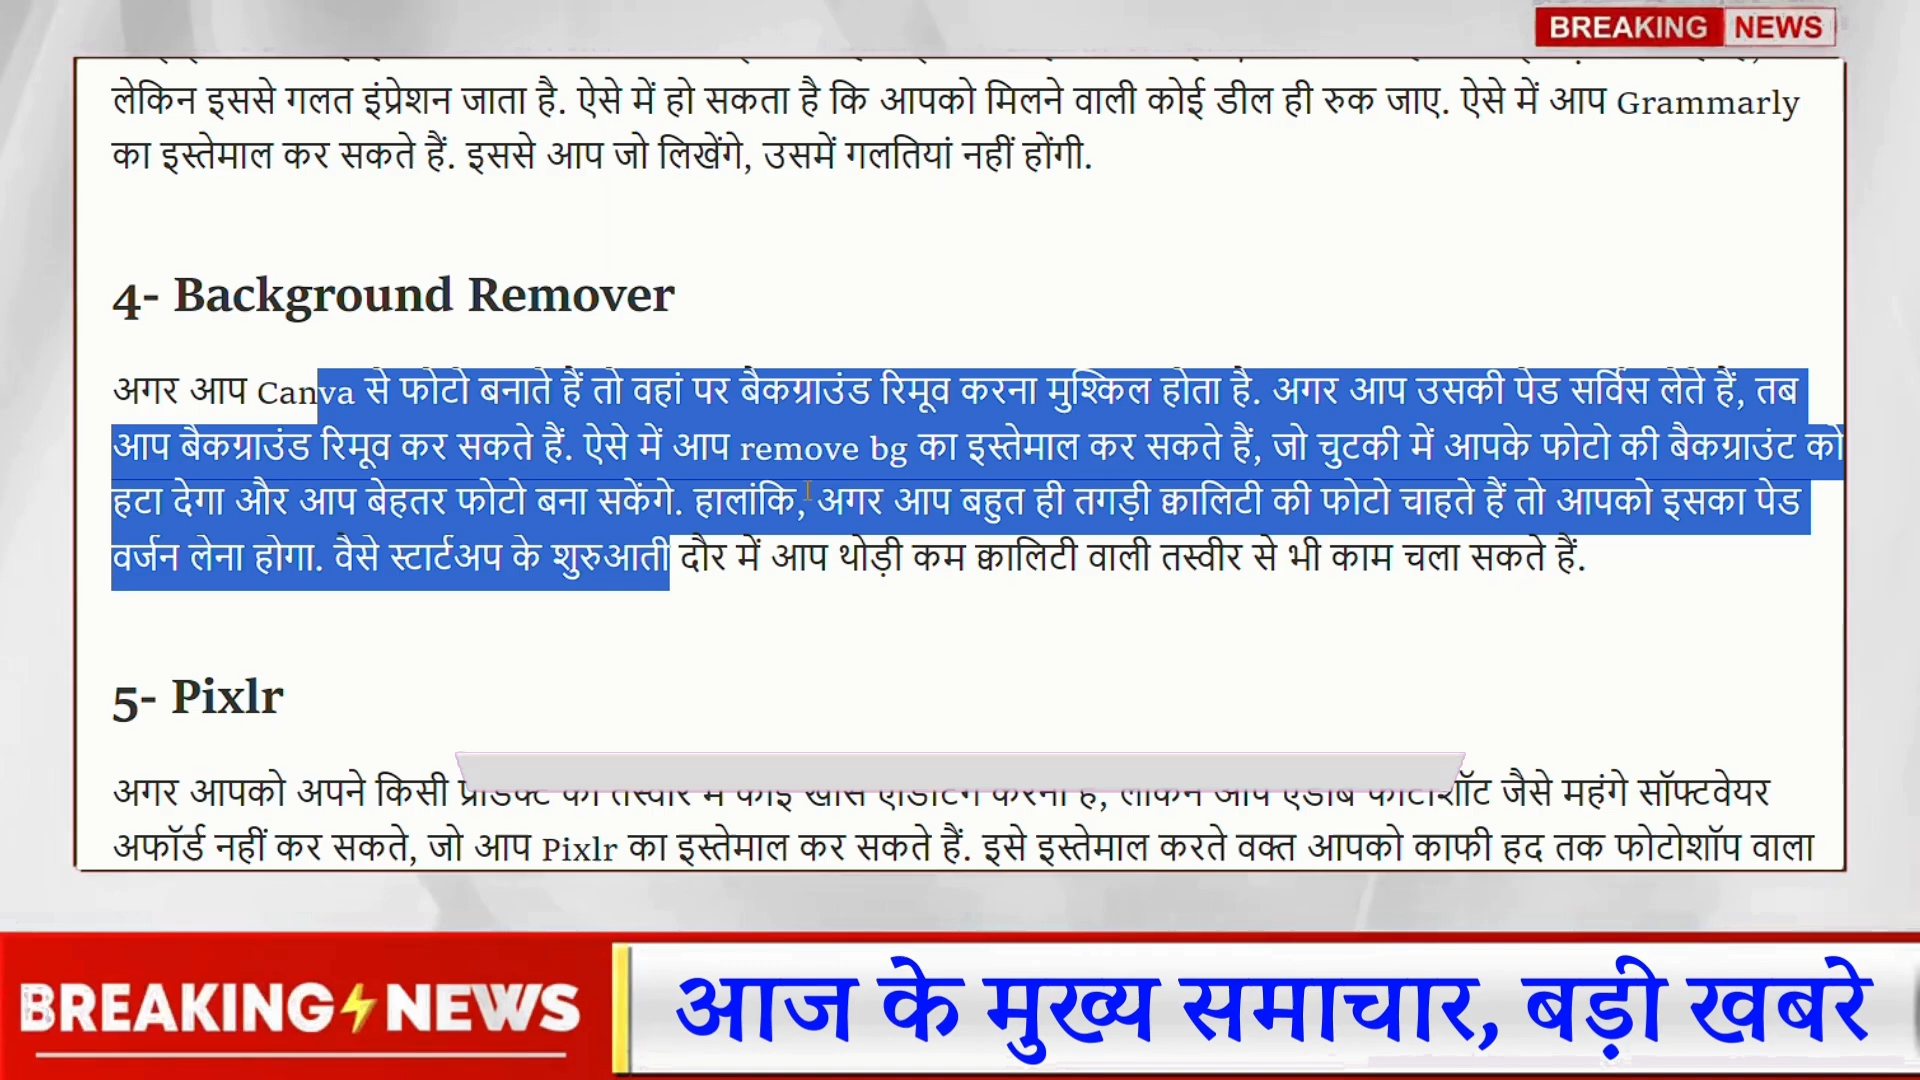 BREAKING NEWS
लेकिन इससे गलत इंप्रेशन जाता है. ऐसे में हो सकता है कि आपको मिलने वाली कोई डील ही रुक जाए. ऐसे में आप Grammarly
का इस्तेमाल कर सकते हैं. इससे आप जो लिखेंगे, उसमें गलतियां नहीं होंगी.
4- Background Remover
अगर आप Canva से फोटो बनाते हैं तो वहां पर बैकग्राउंड रिमूव करना मुश्किल होता है. अगर आप उसकी पेड सर्विस लेते हैं, तब
आप बैकग्राउंड रिमूव कर सकते हैं. ऐसे में आप remove bg का इस्तेमाल कर सकते हैं, जो चुटकी में आपके फोटो की बैकग्राउंट को
हटा देगा और आप बेहतर फोटो बना सकेंगे. हालांकि, अगर आप बहुत ही तगड़ी क्वालिटी की फोटो चाहते हैं तो आपको इसका पेड
वर्जन लेना होगा. वैसे स्टार्टअप के शुरुआती दौर में आप थोड़ी कम क्वालिटी वाली तस्वीर से भी काम चला सकते हैं.
5- Pixlr
अगर आपको अपने किसी जैसे महंगे सॉफ्टवेयर
अफॉर्ड नहीं कर सकते, जो आप Pixlr का इस्तेमाल कर सकते हैं. इसे इस्तेमाल करते वक्त आपको काफी हद तक फोटोशॉप वाला
BREAKING NEWS
आज के मुख्य समाचार, बड़ी खबरे